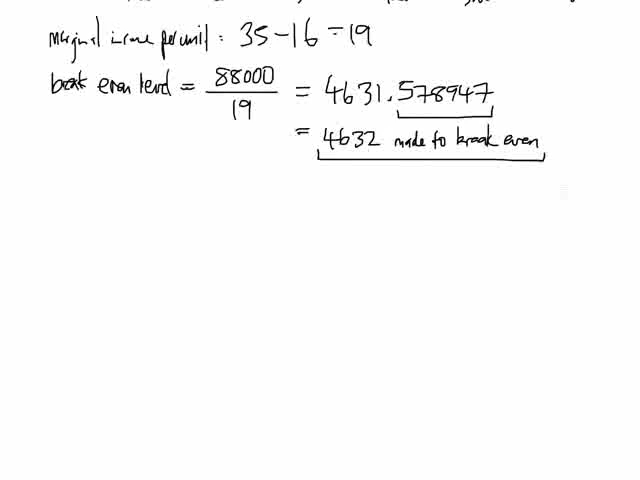 marginal income per unit : 35 - 16 = 19
break even level = 88000 / 19 = 4631.578947
= 4632 made to break even